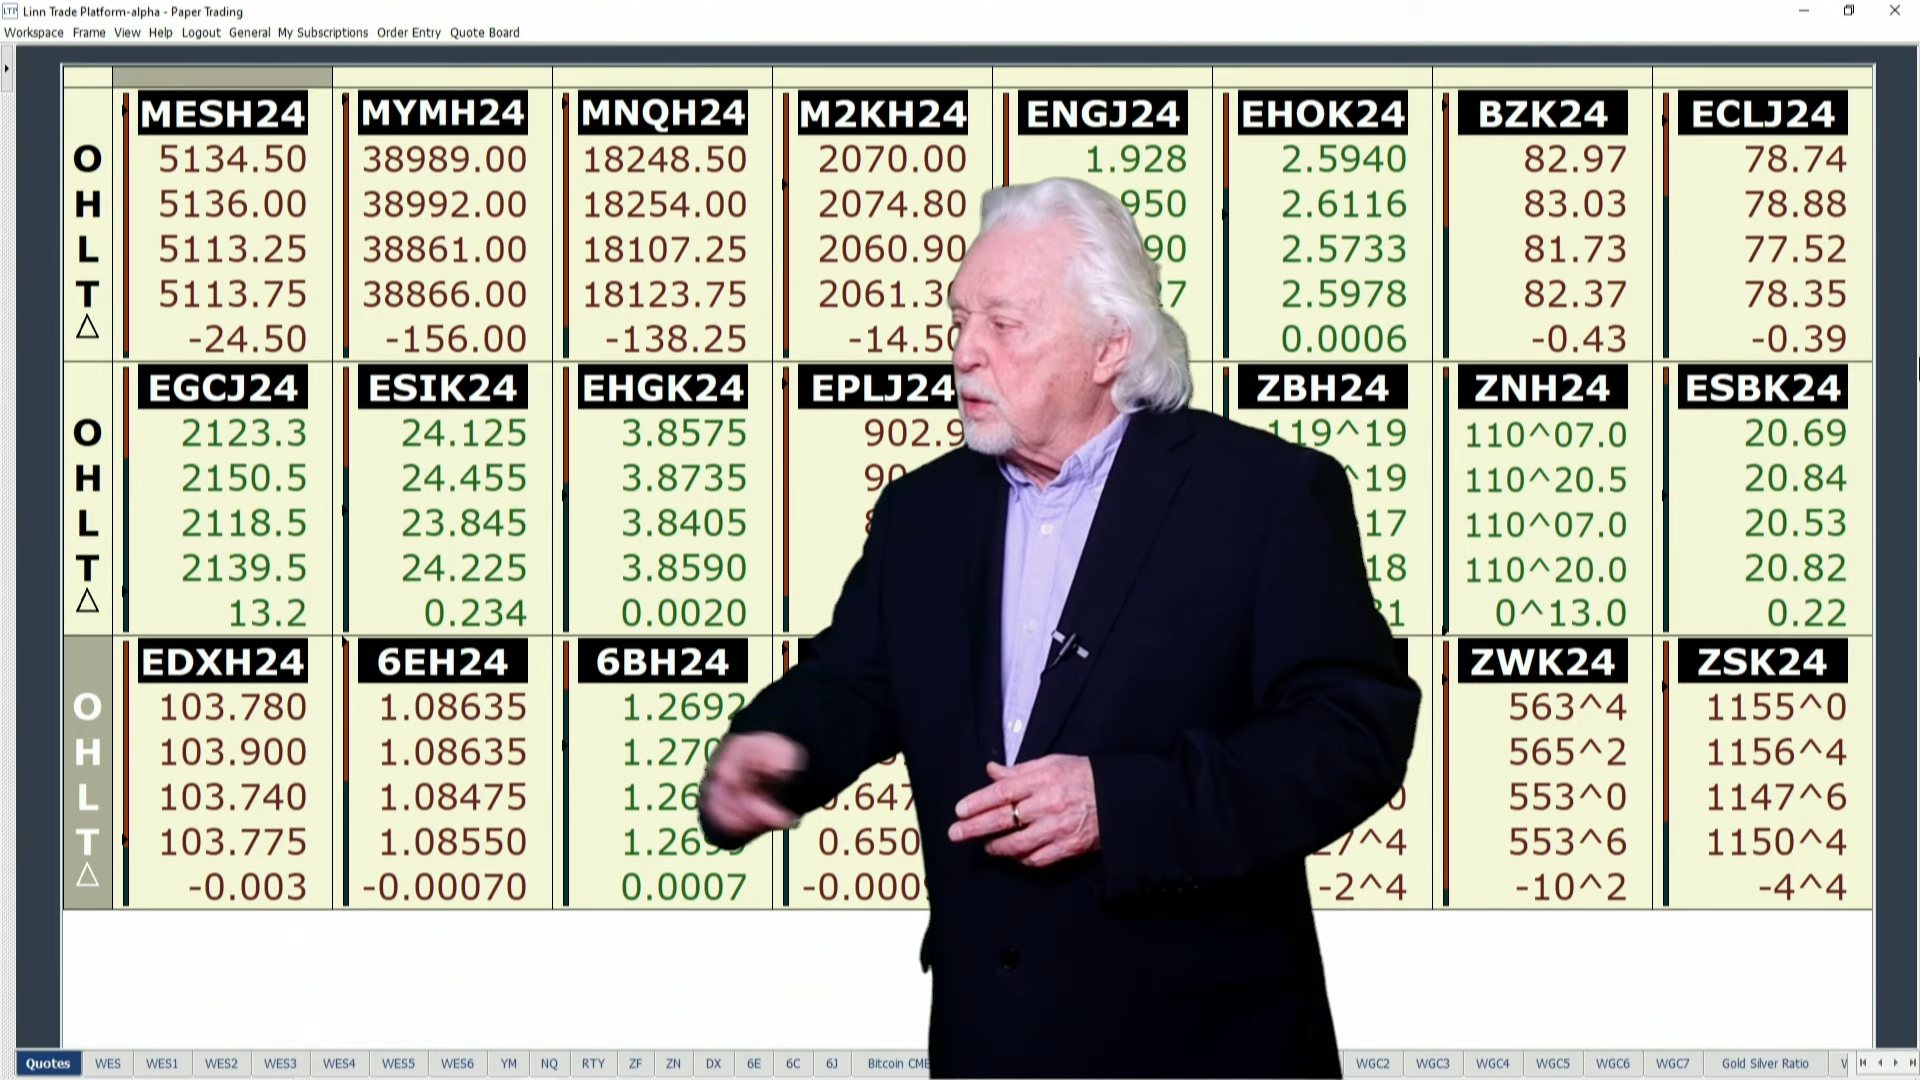 Linn Trade Platform-alpha - Paper Trading
Workspace Frame View Help Logout General My Subscriptions Order Entry Quote Board
MESH24 MYMH24 MNQH24 M2KH24 ENGJ24 EHOK24 BZK24 ECLJ24
O 5134.50 38989.00 18248.50 2070.00 1.928 2.5940 82.97 78.74
H 5136.00 38992.00 18254.00 2074.80 2.6116 83.03 78.88
L 5113.25 38861.00 18107.25 2060.90 2.5733 81.73 77.52
T 5113.75 38866.00 18123.75 2.5978 82.37 78.35
△ -24.50 -156.00 -138.25 -14.50 0.0006 -0.43 -0.39
EGCJ24 ESIK24 EHGK24 EPLJ24 ZBH24 ZNH24 ESBK24
O 2123.3 24.125 3.8575 902.9 119^19 110^07.0 20.69
H 2150.5 24.455 3.8735 110^20.5 20.84
L 2118.5 23.845 3.8405 110^07.0 20.53
T 2139.5 24.225 3.8590 110^20.0 20.82
△ 13.2 0.234 0.0020 0^13.0 0.22
EDXH24 6EH24 6BH24 ZWK24 ZSK24
O 103.780 1.08635 1.2692 563^4 1155^0
H 103.900 1.08635 565^2 1156^4
L 103.740 1.08475 553^0 1147^6
T 103.775 1.08550 553^6 1150^4
△ -0.003 -0.00070 0.0007 -2^4 -10^2 -4^4
Quotes WES WES1 WES2 WES3 WES4 WES5 WES6 YM NQ RTY ZF ZN DX 6E 6C 6J Bitcoin CME WGC2 WGC3 WGC4 WGC5 WGC6 WGC7 Gold Silver Ratio